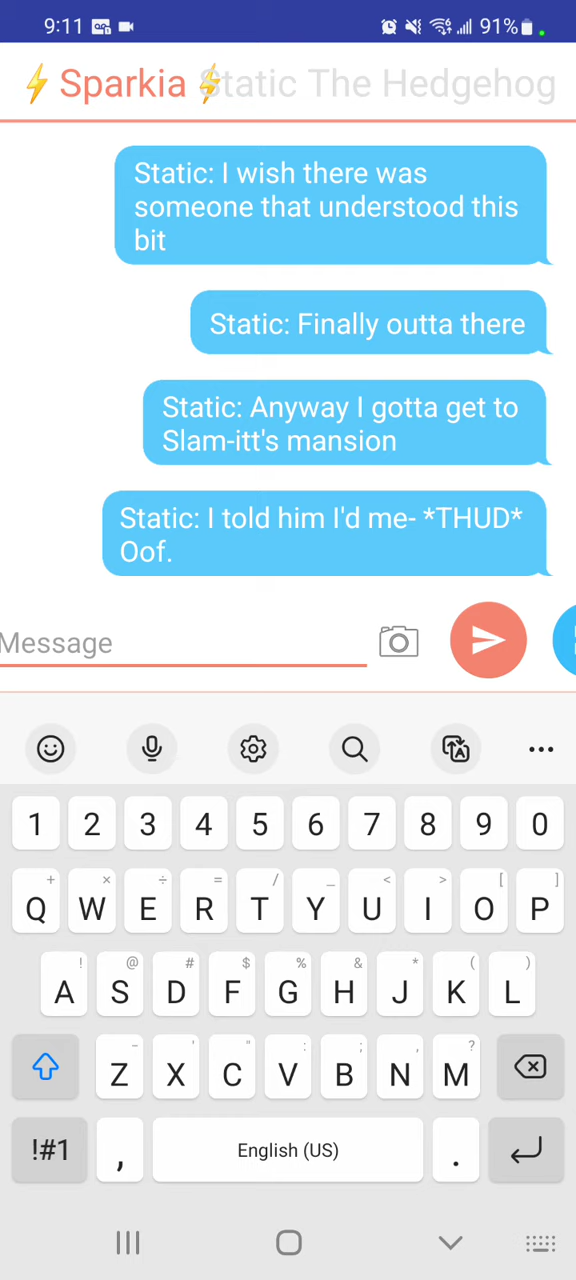 9:11 91%
⚡ Sparkia ⚡ Static The Hedgehog
Static: I wish there was
someone that understood this
bit
Static: Finally outta there
Static: Anyway I gotta get to
Slam-itt's mansion
Static: I told him I'd me- *THUD*
Oof.
Message
1 2 3 4 5 6 7 8 9 0
+ × ÷ = / _ < > [ ]
Q W E R T Y U I O P
! @ # $ % & * ( )
A S D F G H J K L
- ' " : ; , ?
Z X C V B N M
!#1 , English (US) .